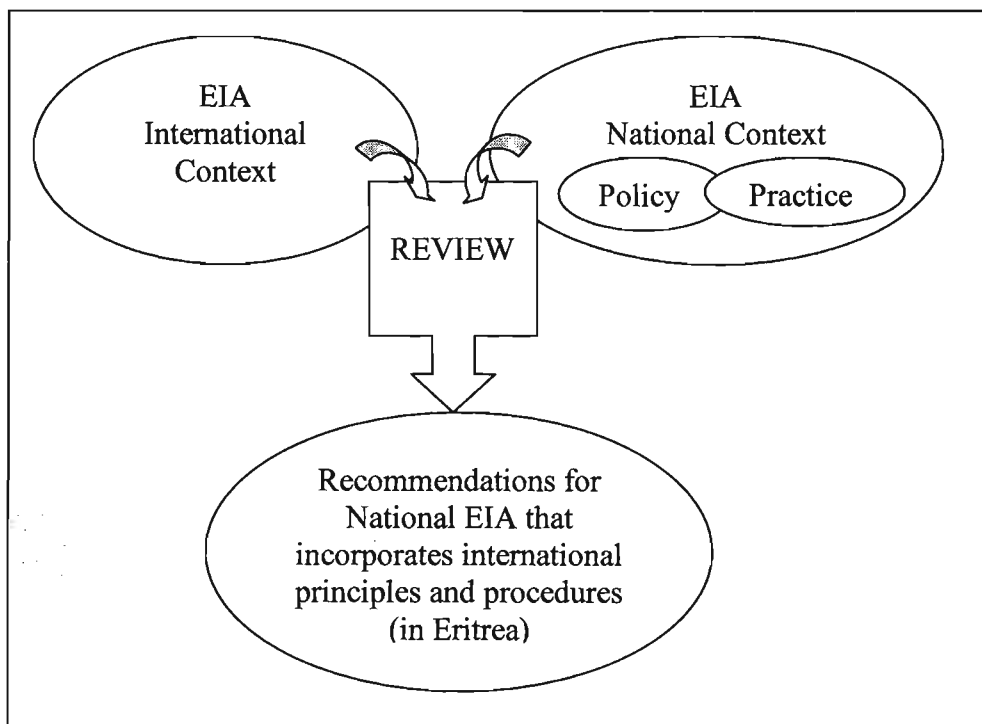 EIA
International
Context
EIA
National Context
Policy
Practice
REVIEW
Recommendations for
National EIA that
incorporates international
principles and procedures
(in Eritrea)